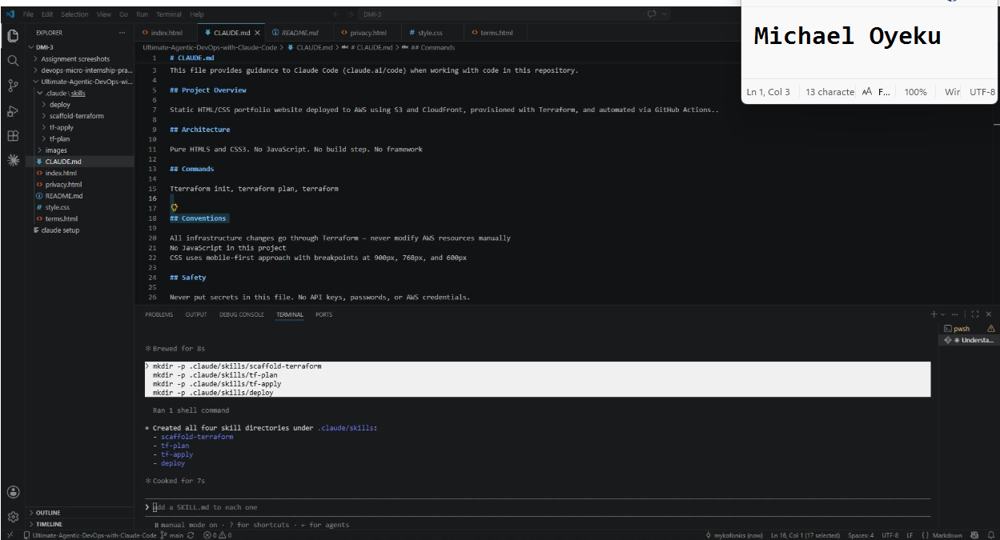 File Edit Selection View Go Run Terminal Help
DMI-3
Michael Oyeku
Ln 1, Col 3
13 characte
F...
100%
Wir
UTF-8
EXPLORER
DMI-3
Assignment screeshots
devops-micro-internship-pra...
Ultimate-Agentic-DevOps-wi...
.claude\skills
deploy
scaffold-terraform
tf-apply
tf-plan
images
CLAUDE.md
index.html
privacy.html
README.md
style.css
terms.html
claude setup
OUTLINE
TIMELINE
index.html
CLAUDE.md
README.md
privacy.html
style.css
terms.html
Ultimate-Agentic-DevOps-with-Claude-Code > CLAUDE.md > # CLAUDE.md > ## Commands
1 # CLAUDE.md
3 This file provides guidance to Claude Code (claude.ai/code) when working with code in this repository.
4
5 ## Project Overview
6
7 Static HTML/CSS portfolio website deployed to AWS using S3 and CloudFront, provisioned with Terraform, and automated via GitHub Actions..
8
9 ## Architecture
10
11 Pure HTML5 and CSS3. No JavaScript. No build step. No framework
12
13 ## Commands
14
15 Tterraform init, terraform plan, terraform
16
17
18 ## Conventions
19
20 All infrastructure changes go through Terraform — never modify AWS resources manually
21 No JavaScript in this project
22 CSS uses mobile-first approach with breakpoints at 900px, 768px, and 600px
23
24 ## Safety
25
26 Never put secrets in this file. No API keys, passwords, or AWS credentials.
PROBLEMS OUTPUT DEBUG CONSOLE TERMINAL PORTS
pwsh
Understa...
✻ Brewed for 8s
❯ mkdir -p .claude/skills/scaffold-terraform
mkdir -p .claude/skills/tf-plan
mkdir -p .claude/skills/tf-apply
mkdir -p .claude/skills/deploy
Ran 1 shell command
● Created all four skill directories under .claude/skills:
- scaffold-terraform
- tf-plan
- tf-apply
- deploy
✻ Cooked for 7s
❯ add a SKILL.md to each one
⏸ manual mode on · ? for shortcuts · ← for agents
Ultimate-Agentic-DevOps-with-Claude-Code main 0 0
mykofonics (now) Ln 16, Col 1 (17 selected) Spaces: 4 UTF-8 LF { } Markdown